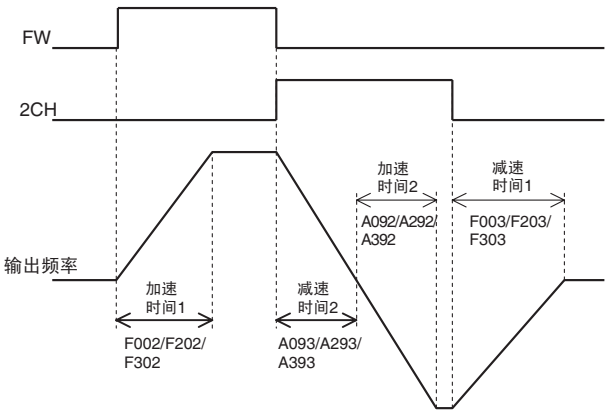 FW
2CH
加速
时间2
减速
时间1
A092/A292/
A392
F003/F203/
F303
输出频率
加速
时间1
减速
时间2
F002/F202/
F302
A093/A293/
A393